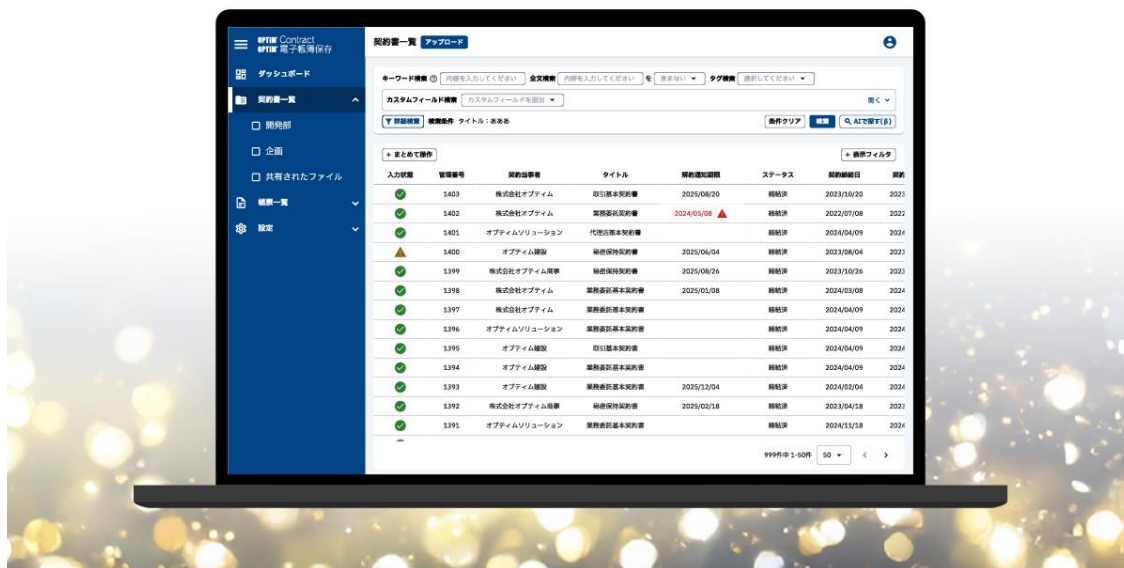 OPTiM Contract
OPTiM 電子帳簿保存
ダッシュボード
契約書一覧
開発部
企画
共有されたファイル
帳票一覧
設定
契約書一覧 アップロード
キーワード検索 内容を入力してください 全文検索 内容を入力してください を 含まない タグ検索 選択してください
カスタムフィールド検索 カスタムフィールドを追加 開く
詳細検索 検索条件 タイトル:あああ 条件クリア 検索 AIで探す(β)
+ まとめて操作 + 表示フィルタ
入力状態 管理番号 契約当事者 タイトル 解約通知期限 ステータス 契約締結日 契約
1403 株式会社オプティム 取引基本契約書 2025/08/20 締結済 2023/10/20 2023
1402 株式会社オプティム 業務委託契約書 2024/05/08 締結済 2022/07/08 2022
1401 オプティムソリューション 代理店基本契約書 締結済 2024/04/09 2024
1400 オプティム建設 秘密保持契約書 2025/06/04 締結済 2023/08/04 2023
1399 株式会社オプティム商事 秘密保持契約書 2025/08/26 締結済 2023/10/26 2023
1398 株式会社オプティム 業務委託基本契約書 2025/01/08 締結済 2024/03/08 2024
1397 株式会社オプティム 業務委託基本契約書 締結済 2024/04/09 2024
1396 オプティムソリューション 業務委託基本契約書 締結済 2024/04/09 2024
1395 オプティム建設 取引基本契約書 締結済 2024/04/09 2024
1394 オプティム建設 業務委託基本契約書 締結済 2024/04/09 2024
1393 オプティム建設 業務委託基本契約書 2025/12/04 締結済 2024/02/04 2024
1392 株式会社オプティム商事 秘密保持契約書 2025/02/18 締結済 2023/04/18 2023
1391 オプティムソリューション 業務委託基本契約書 締結済 2024/11/18 2024
999件中 1-50件 50